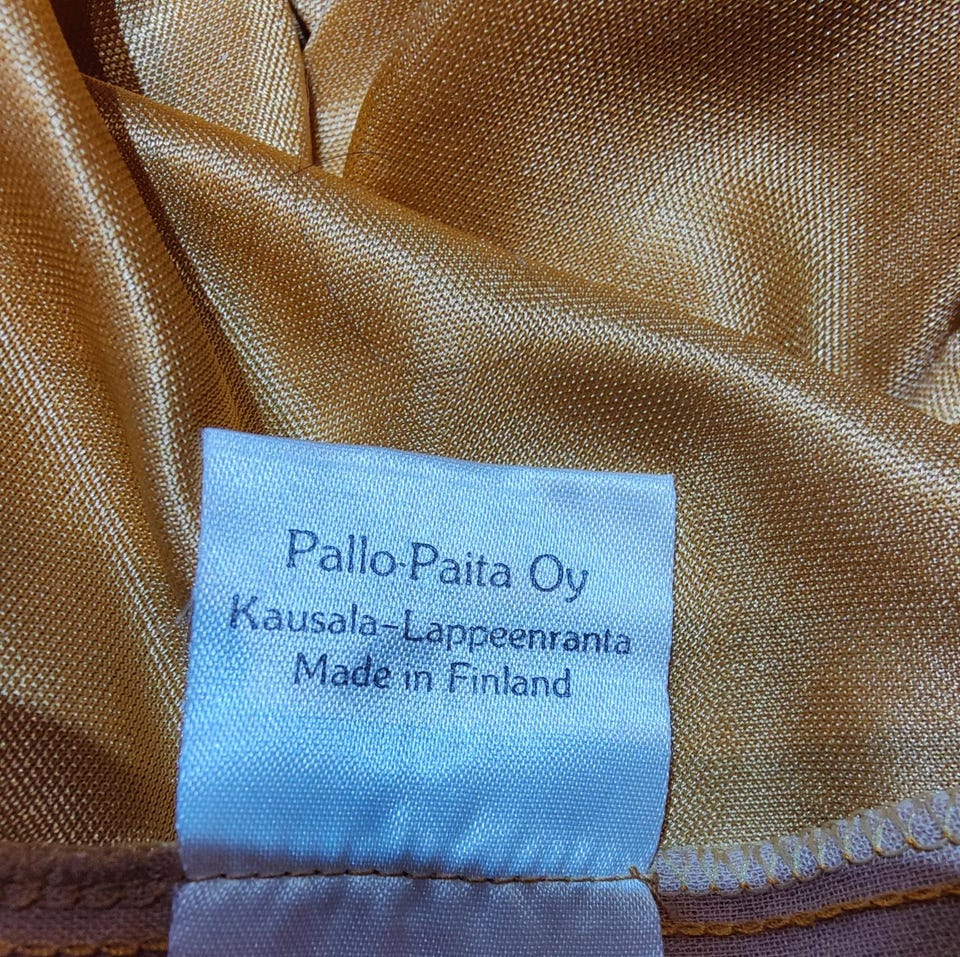 Pallo-Paita Oy
Kausala-Lappeenranta
Made in Finland